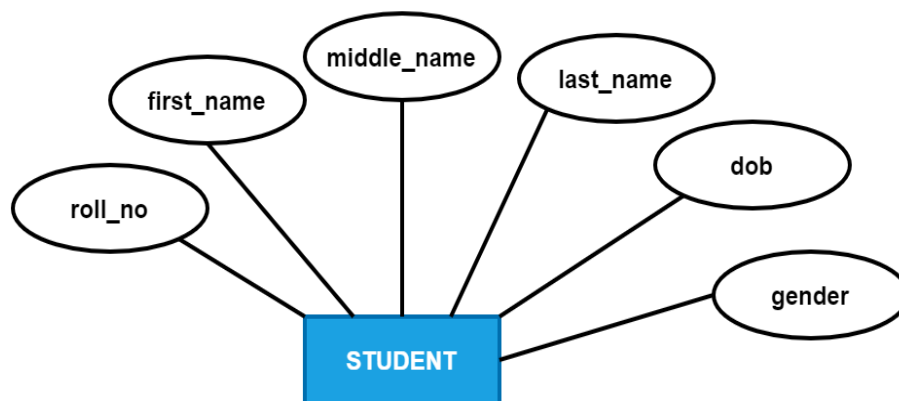 middle_name
last_name
first_name
dob
roll_no
gender
STUDENT